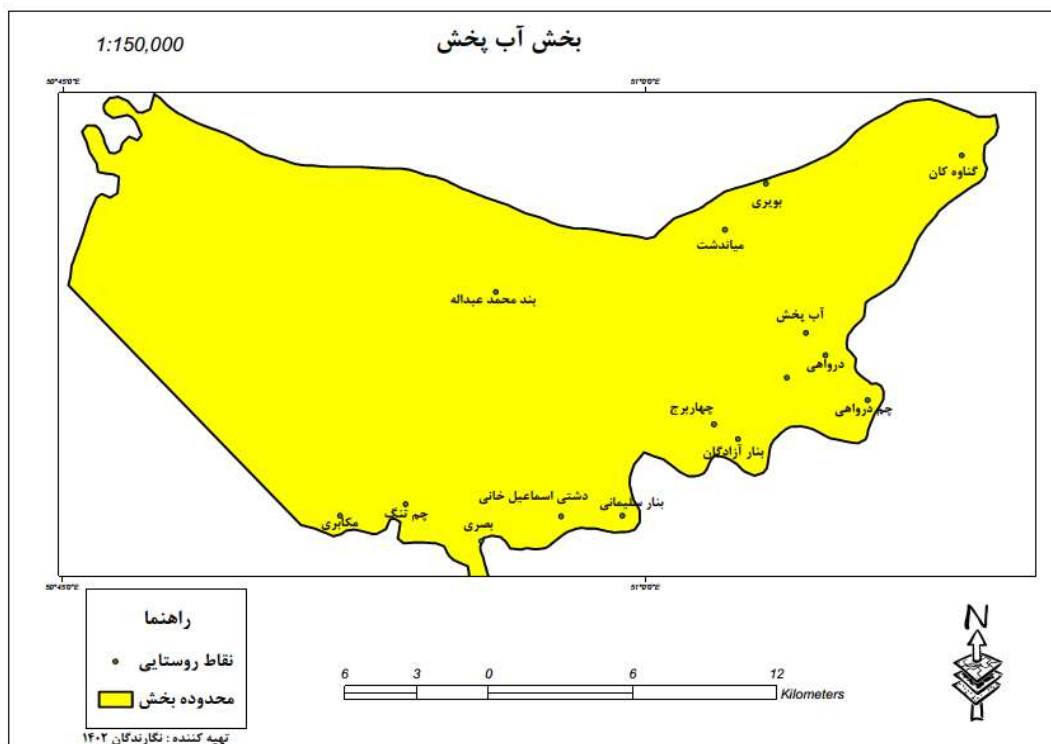 بخش آب پخش
1:150,000
50°45'0"E
51°0'0"E
گناوه کان
بویری
میاندشت
بند محمد عبداله
آب پخش
درواهی
چم درواهی
چهاربرج
بنار آزادگان
بنار سلیمانی
دشتی اسماعیل خانی
چم تنگ
مکابری
بصری
50°45'0"E
51°0'0"E
راهنما
نقاط روستایی
محدوده بخش
تهیه کننده : نگارندگان ۱۴۰۲
6 3 0 6 12
Kilometers
N